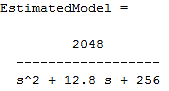 EstimatedModel =
2048
------------------
s^2 + 12.8 s + 256